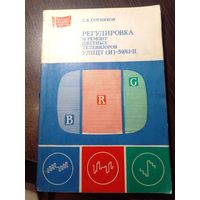 С.К. СОТНИКОВ
РЕГУЛИРОВКА
И РЕМОНТ
ЦВЕТНЫХ
ТЕЛЕВИЗОРОВ
УЛПЦТ (И)-59/61-II
R
G
B